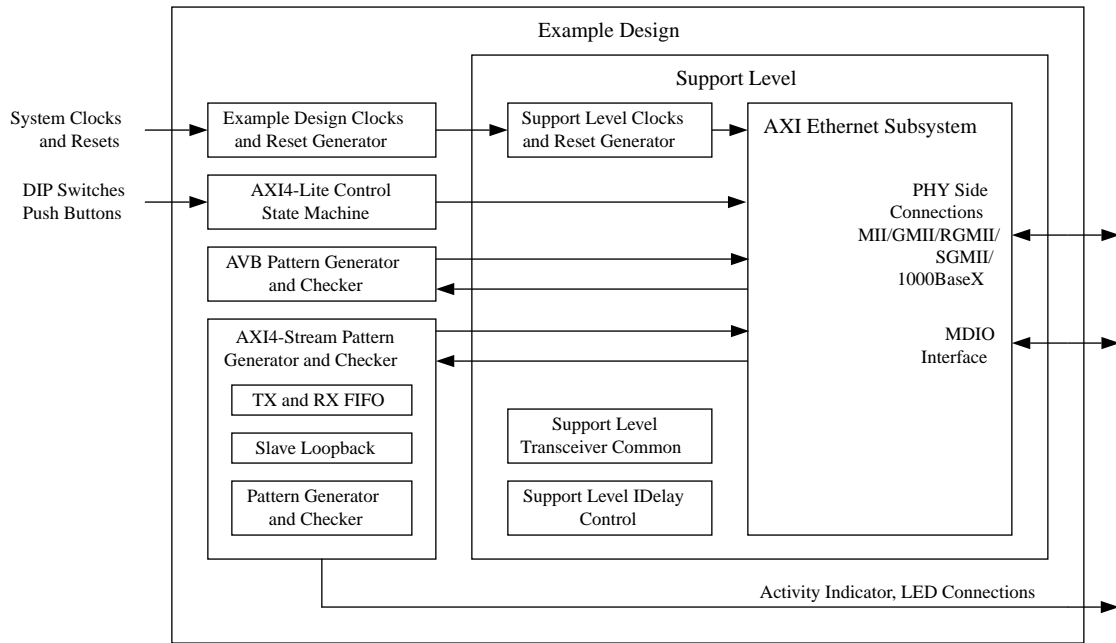 Example Design
Support Level
System Clocks
and Resets
Example Design Clocks
and Reset Generator
Support Level Clocks
and Reset Generator
AXI Ethernet Subsystem
DIP Switches
Push Buttons
AXI4-Lite Control
State Machine
PHY Side
Connections
MII/GMII/RGMII/
SGMII/
1000BaseX
AVB Pattern Generator
and Checker
AXI4-Stream Pattern
Generator and Checker
MDIO
Interface
TX and RX FIFO
Slave Loopback
Pattern Generator
and Checker
Support Level
Transceiver Common
Support Level IDelay
Control
Activity Indicator, LED Connections